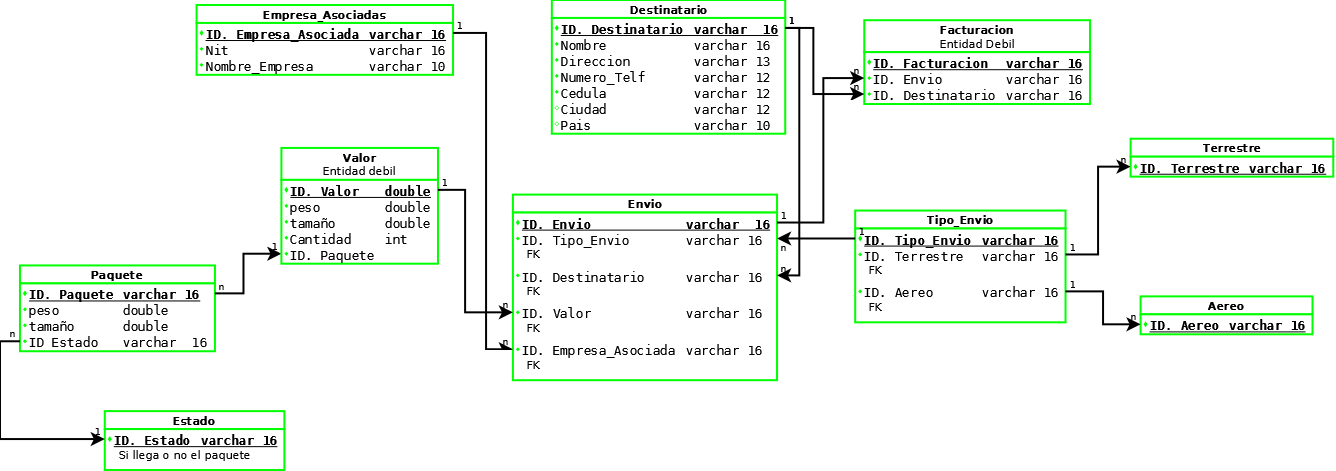 Empresa_Asociadas
ID. Empresa_Asociada varchar 16
Nit varchar 16
Nombre_Empresa varchar 10
1
Destinatario
ID. Destinatario varchar 16
Nombre varchar 16
Direccion varchar 13
Numero_Telf varchar 12
Cedula varchar 12
Ciudad varchar 12
Pais varchar 10
1
Facturacion
Entidad Debil
ID. Facturacion varchar 16
ID. Envio varchar 16
ID. Destinatario varchar 16
n
n
Terrestre
ID. Terrestre varchar 16
n
Valor
Entidad debil
ID. Valor double
peso double
tamaño double
Cantidad int
ID. Paquete
1
1
Envio
ID. Envio varchar 16
ID. Tipo_Envio varchar 16
FK
ID. Destinatario varchar 16
FK
ID. Valor varchar 16
FK
ID. Empresa_Asociada varchar 16
FK
1
n
n
n
n
Tipo_Envio
ID. Tipo_Envio varchar 16
ID. Terrestre varchar 16
FK
ID. Aereo varchar 16
FK
1
1
1
Paquete
ID. Paquete varchar 16
peso double
tamaño double
ID Estado varchar 16
n
n
Aereo
ID. Aereo varchar 16
n
Estado
ID. Estado varchar 16
Si llega o no el paquete
1